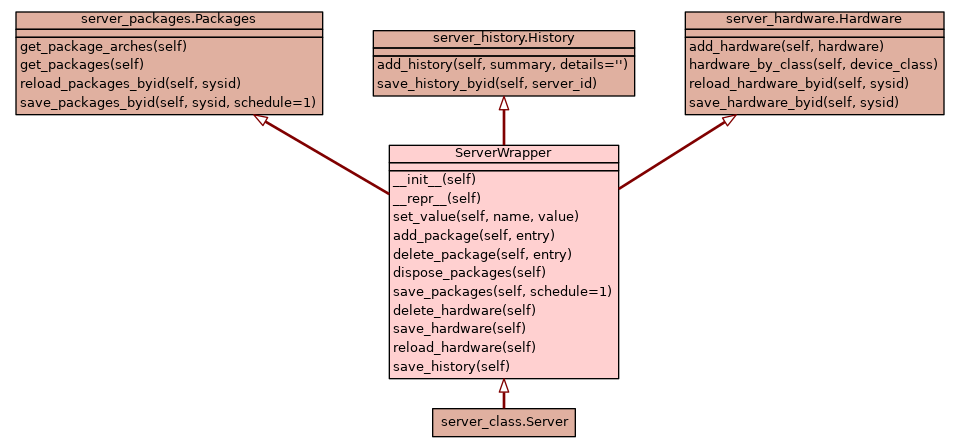 server_packages.Packages
get_package_arches(self)
get_packages(self)
reload_packages_byid(self, sysid)
save_packages_byid(self, sysid, schedule=1)
server_history.History
add_history(self, summary, details='')
save_history_byid(self, server_id)
server_hardware.Hardware
add_hardware(self, hardware)
hardware_by_class(self, device_class)
reload_hardware_byid(self, sysid)
save_hardware_byid(self, sysid)
ServerWrapper
__init__(self)
__repr__(self)
set_value(self, name, value)
add_package(self, entry)
delete_package(self, entry)
dispose_packages(self)
save_packages(self, schedule=1)
delete_hardware(self)
save_hardware(self)
reload_hardware(self)
save_history(self)
server_class.Server